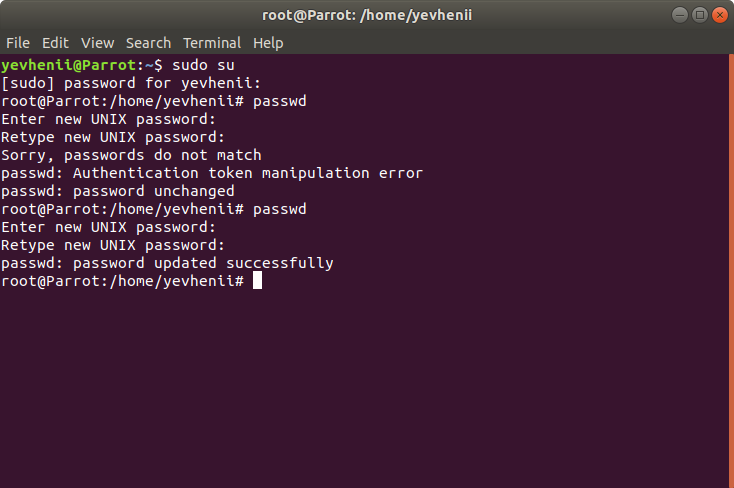 root@Parrot: /home/yevhenii
File Edit View Search Terminal Help
yevhenii@Parrot:~$ sudo su
[sudo] password for yevhenii:
root@Parrot:/home/yevhenii# passwd
Enter new UNIX password:
Retype new UNIX password:
Sorry, passwords do not match
passwd: Authentication token manipulation error
passwd: password unchanged
root@Parrot:/home/yevhenii# passwd
Enter new UNIX password:
Retype new UNIX password:
passwd: password updated successfully
root@Parrot:/home/yevhenii#